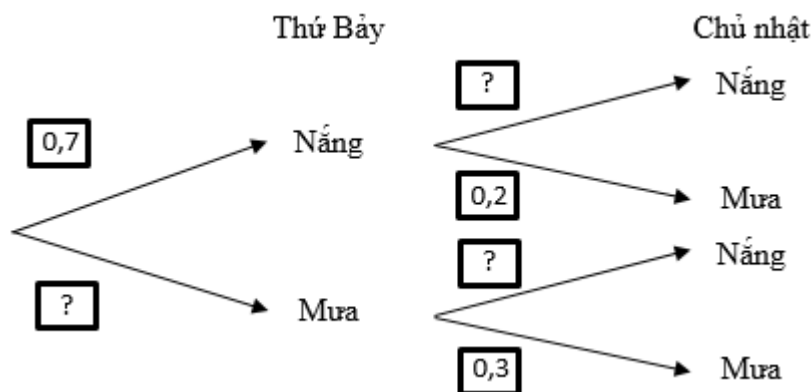 Thứ Bảy
Chủ nhật
?
Nắng
0,7
Nắng
0,2
Mưa
?
Nắng
?
Mưa
0,3
Mưa